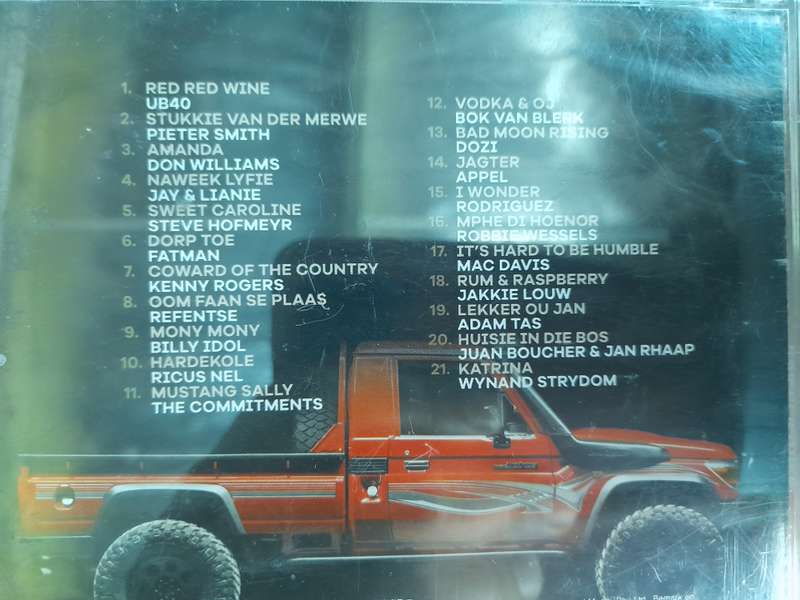 1. RED RED WINE
UB40
2. STUKKIE VAN DER MERWE
PIETER SMITH
3. AMANDA
DON WILLIAMS
4. NAWEEK LYFIE
JAY & LIANIE
5. SWEET CAROLINE
STEVE HOFMEYR
6. DORP TOE
FATMAN
7. COWARD OF THE COUNTRY
KENNY ROGERS
8. OOM FAAN SE PLAAS
REFENTSE
9. MONY MONY
BILLY IDOL
10. HARDEKOLE
RICUS NEL
11. MUSTANG SALLY
THE COMMITMENTS
12. VODKA & OJ
BOK VAN BLERK
13. BAD MOON RISING
DOZI
14. JAGTER
APPEL
15. I WONDER
RODRIGUEZ
16. MPHE DI HOENOR
ROBBIE WESSELS
17. IT'S HARD TO BE HUMBLE
MAC DAVIS
18. RUM & RASPBERRY
JAKKIE LOUW
19. LEKKER OU JAN
ADAM TAS
20. HUISIE IN DIE BOS
JUAN BOUCHER & JAN RHAAP
21. KATRINA
WYNAND STRYDOM